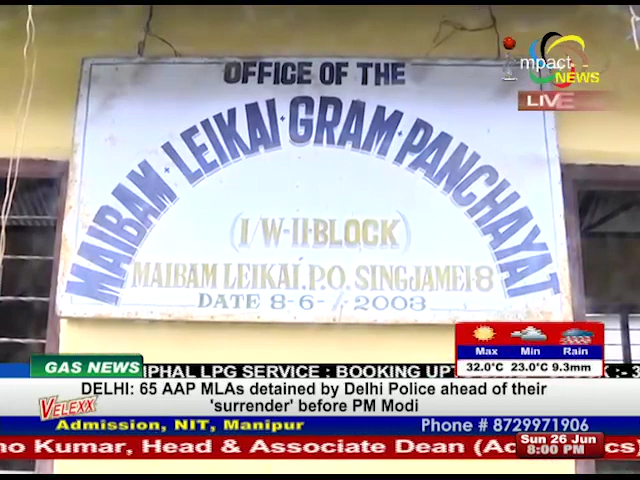 OFFICE OF THE
MAIBAM LEIKAI GRAM PANCHAYAT
(I/W-II-BLOCK)
MAIBAM LEIKAI. P.O. SINGJAMEI-8
DATE 8-6-/-2003
mpact
NEWS
LIVE
Max Min Rain
32.0°C 23.0°C 9.3mm
GAS NEWS
IPHAL LPG SERVICE : BOOKING UP
DELHI: 65 AAP MLAs detained by Delhi Police ahead of their
'surrender' before PM Modi
VELEXX
Admission, NIT, Manipur Phone # 8729971906
no Kumar, Head & Associate Dean (Ac
Sun 26 Jun
8:00 PM